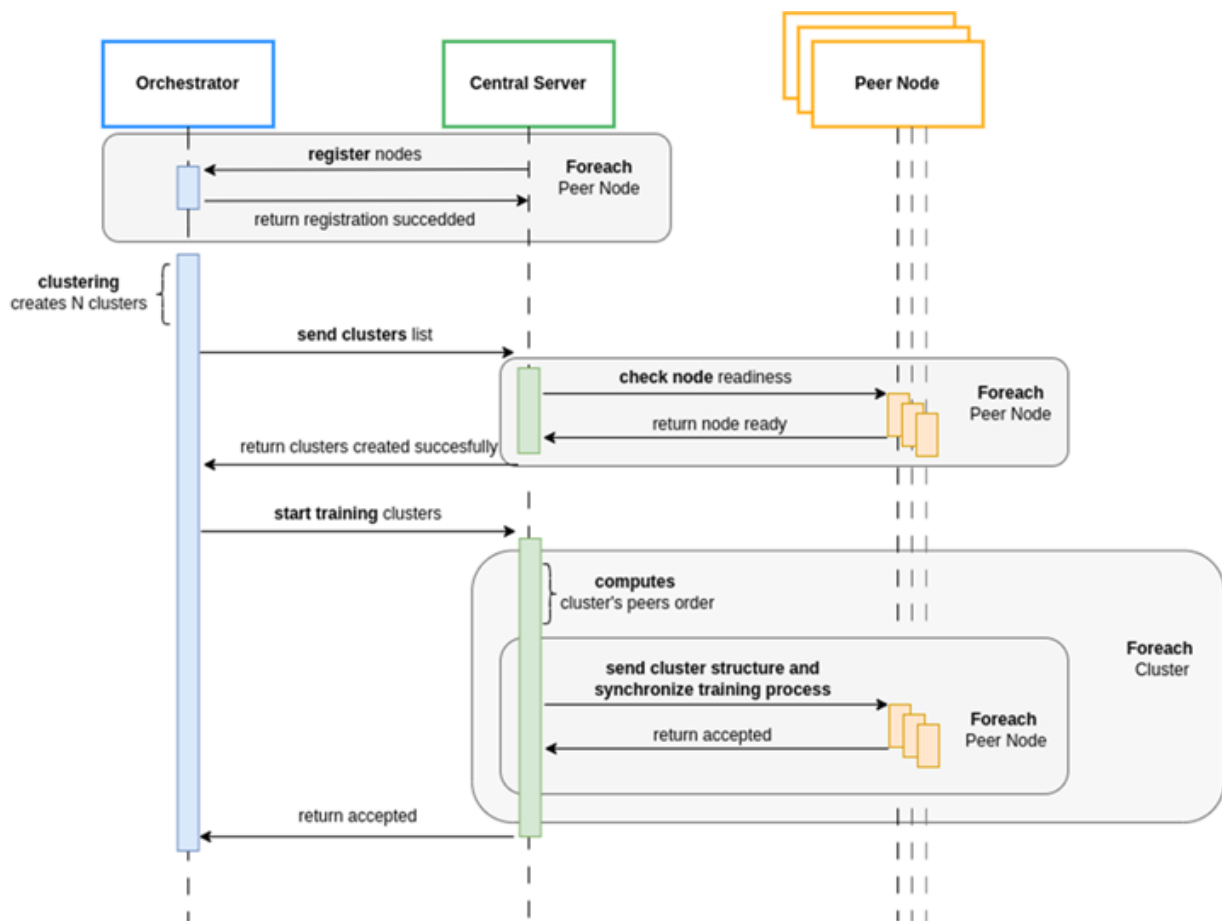 Orchestrator
Central Server
Peer Node
register nodes
Foreach
Peer Node
return registration succedded
clustering
creates N clusters
send clusters list
check node readiness
Foreach
Peer Node
return node ready
return clusters created succesfully
start training clusters
computes
cluster's peers order
Foreach
Cluster
send cluster structure and
synchronize training process
Foreach
Peer Node
return accepted
return accepted